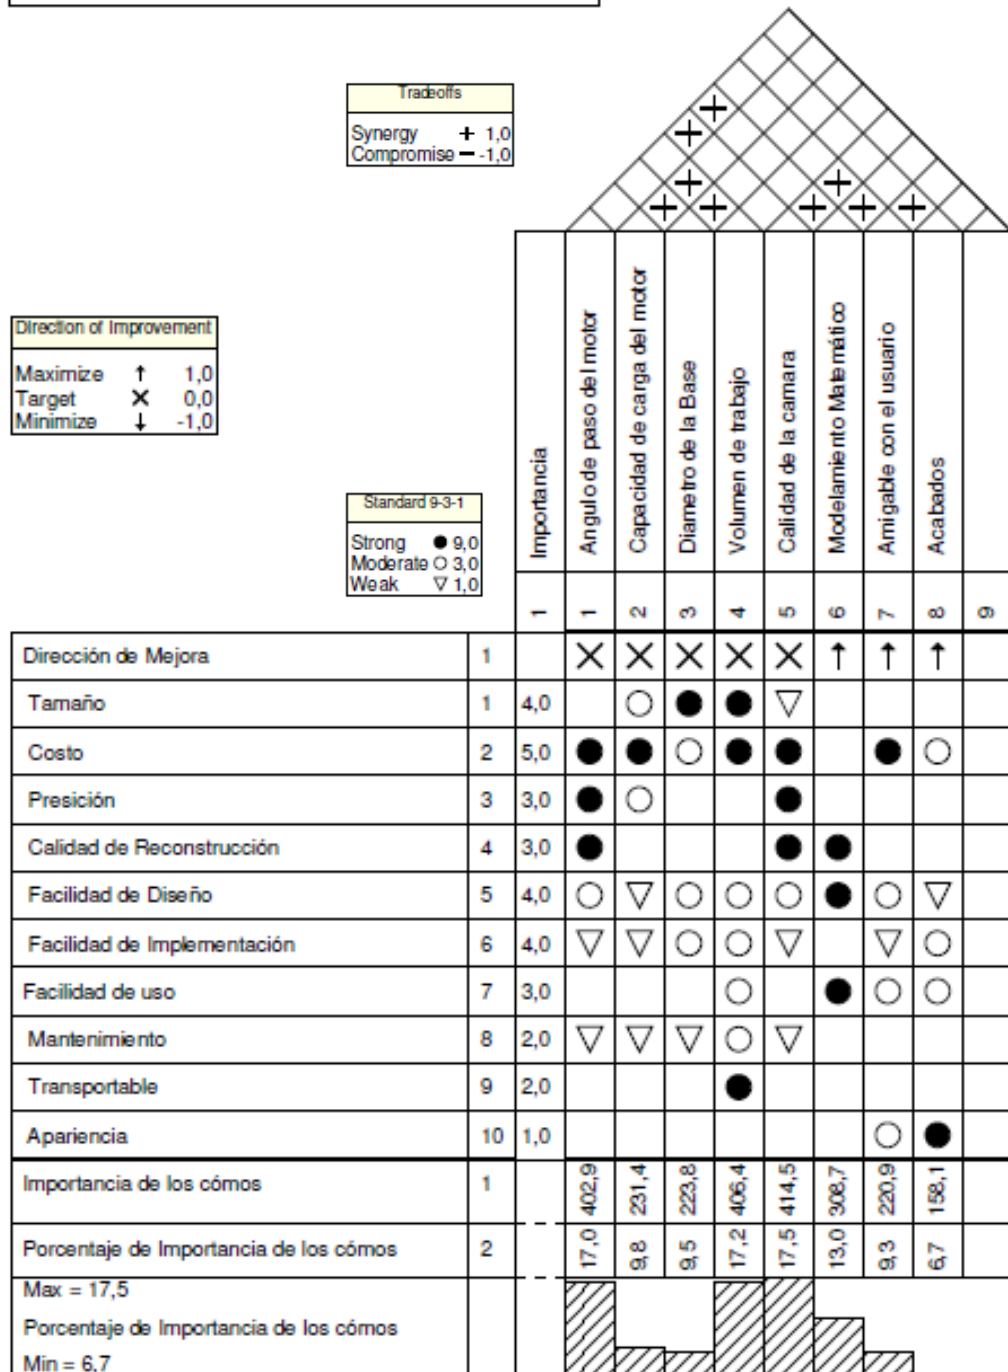 Tradeoffs
Synergy + 1,0
Compromise − -1,0
Direction of Improvement
Maximize ↑ 1,0
Target × 0,0
Minimize ↓ -1,0
Standard 9-3-1
Strong ● 9,0
Moderate ○ 3,0
Weak ▽ 1,0
Importancia
Angulo de paso del motor
Capacidad de carga del motor
Diametro de la Base
Volumen de trabajo
Calidad de la camara
Modelamiento Matemático
Amigable con el usuario
Acabados
1 1 2 3 4 5 6 7 8 9
Dirección de Mejora 1 × × × × × ↑ ↑ ↑
Tamaño 1 4,0 ○ ● ● ▽
Costo 2 5,0 ● ● ○ ● ● ● ○
Presición 3 3,0 ● ○ ●
Calidad de Reconstrucción 4 3,0 ● ● ●
Facilidad de Diseño 5 4,0 ○ ▽ ○ ○ ○ ● ○ ▽
Facilidad de Implementación 6 4,0 ▽ ▽ ○ ○ ▽ ▽ ○
Facilidad de uso 7 3,0 ○ ● ○ ○
Mantenimiento 8 2,0 ▽ ▽ ▽ ○ ▽
Transportable 9 2,0 ●
Apariencia 10 1,0 ○ ●
Importancia de los cómos 1 402,9 231,4 223,8 406,4 414,5 308,7 220,9 158,1
Porcentaje de Importancia de los cómos 2 17,0 9,8 9,5 17,2 17,5 13,0 9,3 6,7
Max = 17,5
Porcentaje de Importancia de los cómos
Min = 6,7